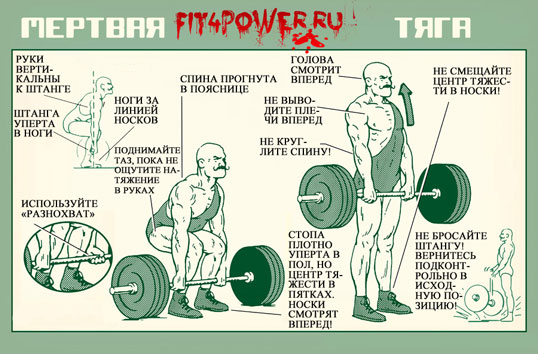 МЕРТВАЯ FIT4POWER.RU ТЯГА
РУКИ
ВЕРТИ-
КАЛЬНЫ
К ШТАНГЕ
ШТАНГА
УПЕРТА
В НОГИ
НОГИ ЗА
ЛИНИЕЙ
НОСКОВ
СПИНА ПРОГНУТА
В ПОЯСНИЦЕ
ПОДНИМАЙТЕ
ТАЗ, ПОКА НЕ
ОЩУТИТЕ НА-
ТЯЖЕНИЕ
В РУКАХ
ИСПОЛЬЗУЙТЕ
«РАЗНОХВАТ»
СТОПА
ПЛОТНО
УПЕРТА В
ПОЛ, НО
ЦЕНТР ТЯ-
ЖЕСТИ В
ПЯТКАХ.
НОСКИ
СМОТРЯТ
ВПЕРЕД!
ГОЛОВА
СМОТРИТ
ВПЕРЕД
НЕ ВЫВО-
ДИТЕ ПЛЕ-
ЧИ ВПЕРЕД
НЕ КРУГ-
ЛИТЕ СПИНУ!
НЕ СМЕЩАЙТЕ
ЦЕНТР ТЯЖЕС-
ТИ В НОСКИ!
НЕ БРОСАЙТЕ
ШТАНГУ!
ВЕРНИТЕСЬ
ПОДКОНТ-
РОЛЬНО В
ИСХОД-
НУЮ ПО-
ЗИЦИЮ!